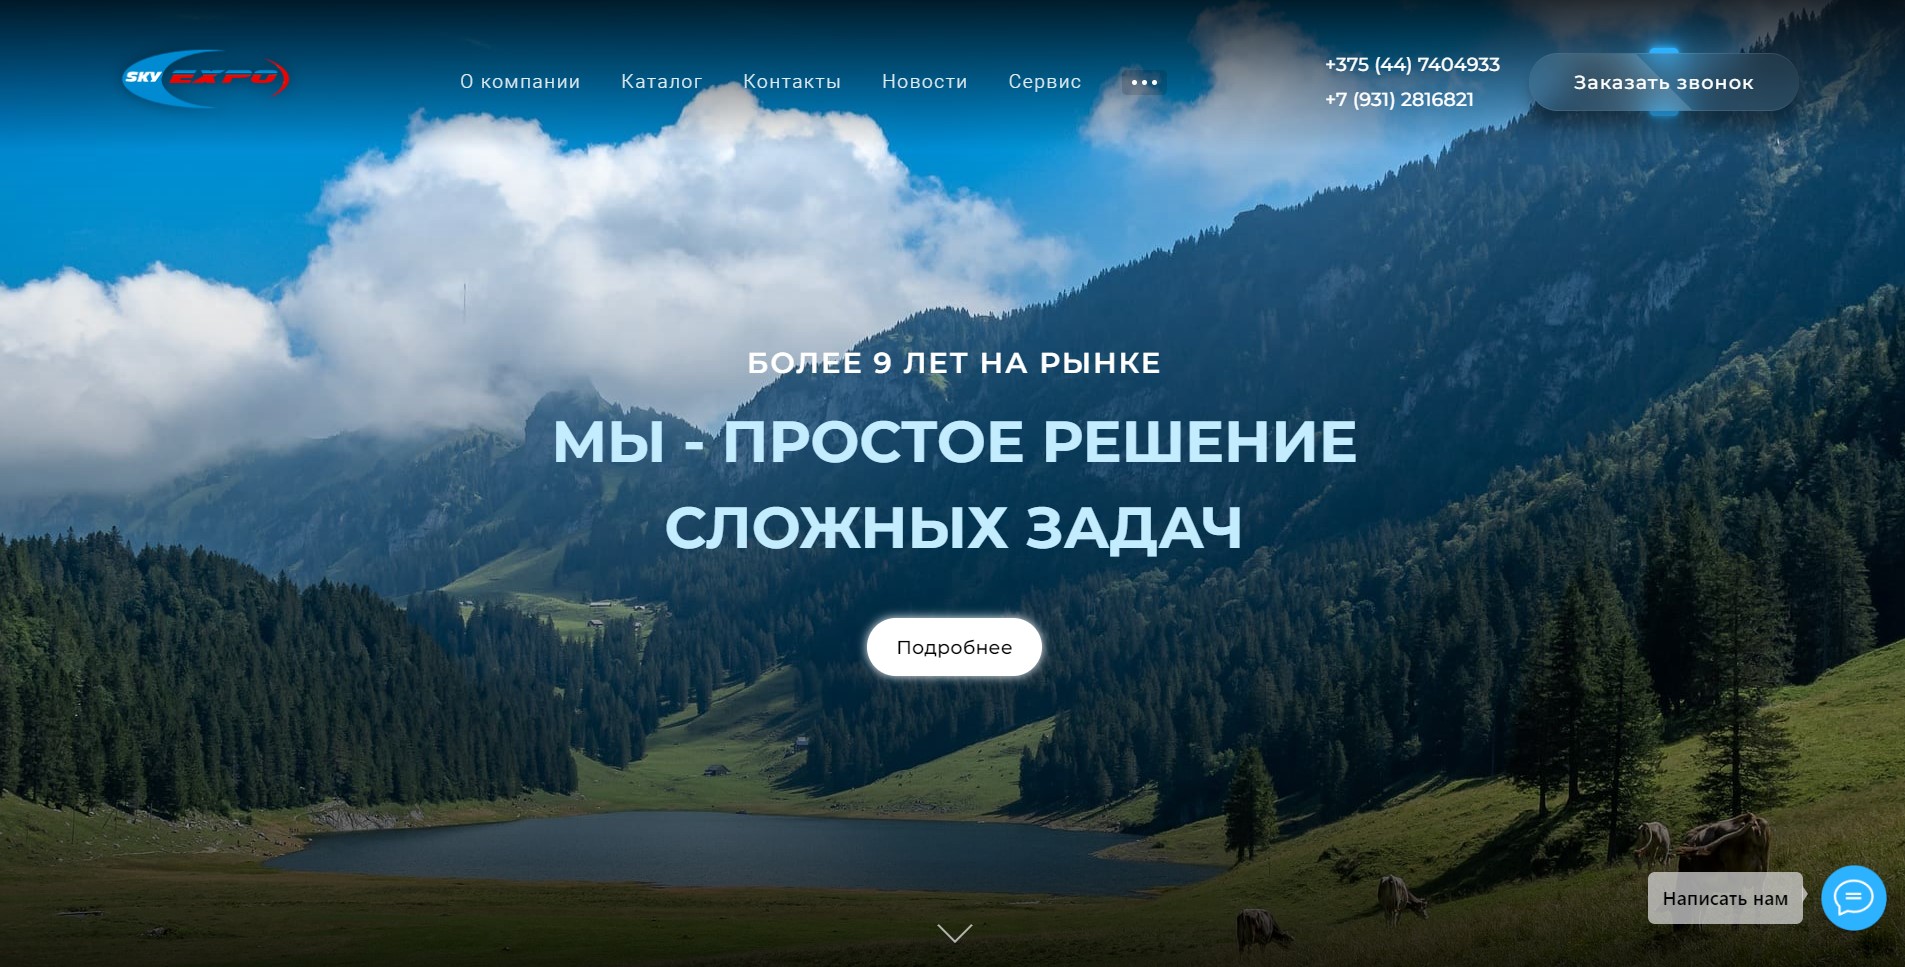 SKY EXPO
О компании
Каталог
Контакты
Новости
Сервис
+375 (44) 7404933
+7 (931) 2816821
Заказать звонок
БОЛЕЕ 9 ЛЕТ НА РЫНКЕ
МЫ - ПРОСТОЕ РЕШЕНИЕ
СЛОЖНЫХ ЗАДАЧ
Подробнее
Написать нам